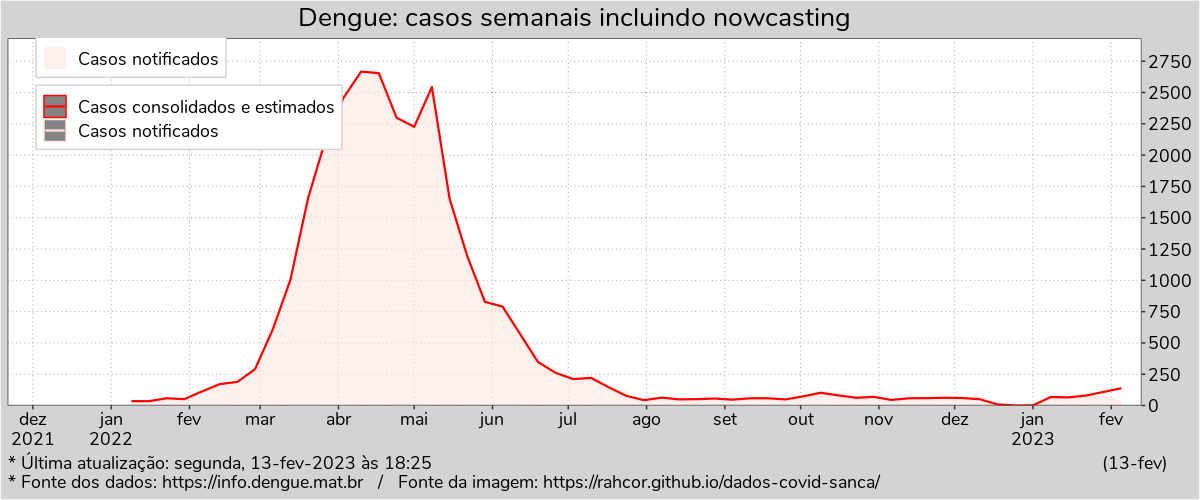 Dengue: casos semanais incluindo nowcasting
Casos notificados
Casos consolidados e estimados
Casos notificados
2750
2500
2250
2000
1750
1500
1250
1000
750
500
250
0
dez jan fev mar abr mai jun jul ago set out nov dez jan fev
2021 2022 2023
* Última atualização: segunda, 13-fev-2023 às 18:25 (13-fev)
* Fonte dos dados: https://info.dengue.mat.br / Fonte da imagem: https://rahcor.github.io/dados-covid-sanca/